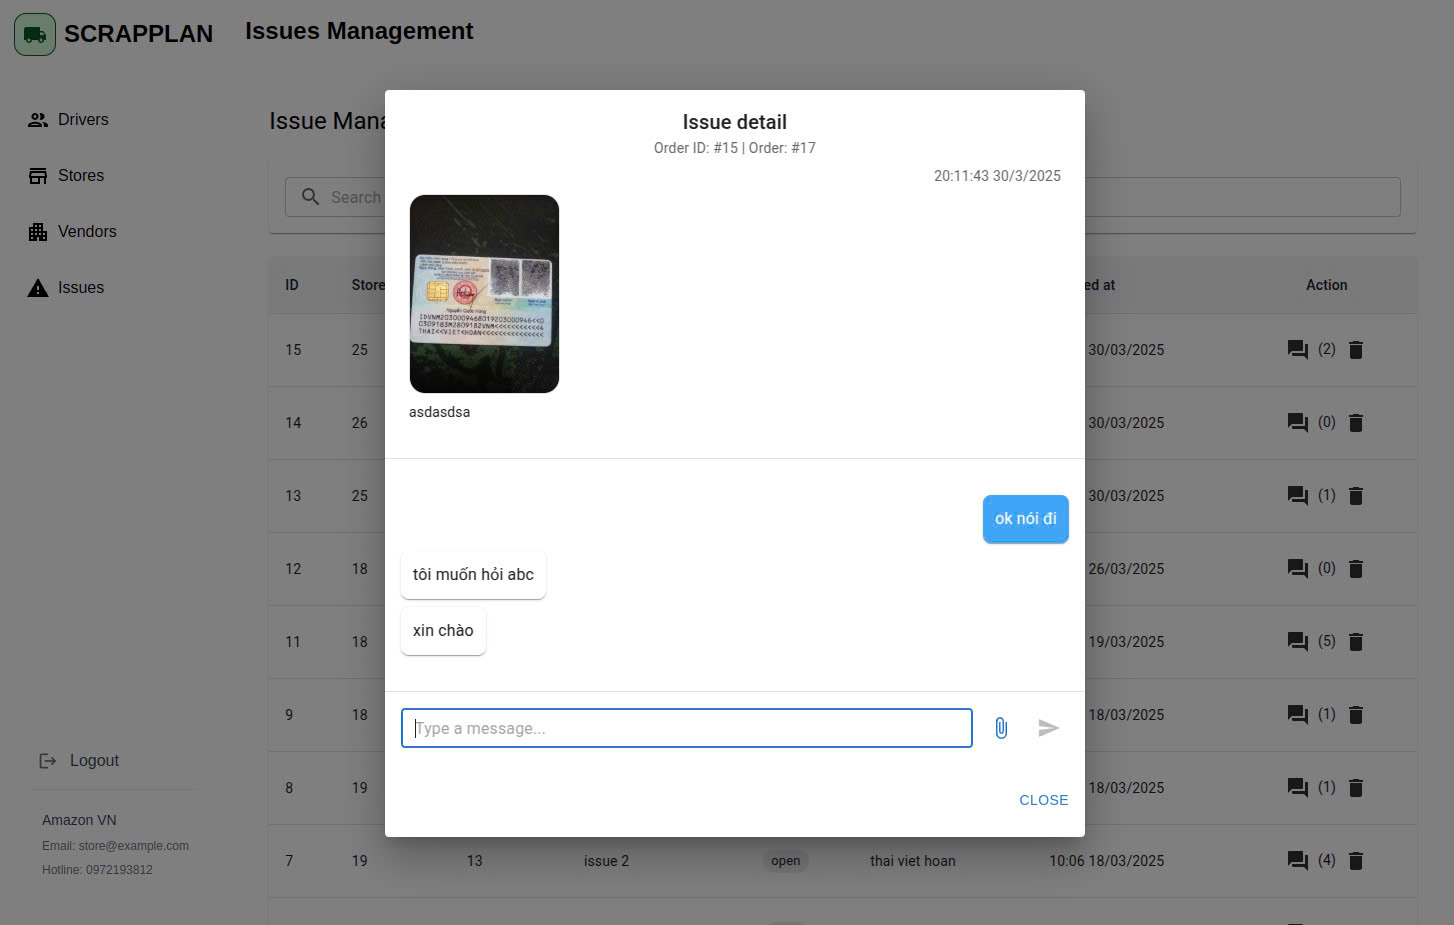 SCRAPPLAN
Issues Management
Drivers
Stores
Vendors
Issues
Logout
Amazon VN
Email: store@example.com
Hotline: 0972193812
Issue Mana
Search
ID Store ed at Action
15 25 30/03/2025 (2)
14 26 30/03/2025 (0)
13 25 30/03/2025 (1)
12 18 26/03/2025 (0)
11 18 19/03/2025 (5)
9 18 18/03/2025 (1)
8 19 18/03/2025 (1)
7 19 13 issue 2 open thai viet hoan 10:06 18/03/2025 (4)
Issue detail
Order ID: #15 | Order: #17
20:11:43 30/3/2025
THAI<<VIET<HOAN<<<<<<<<<<<<<<<
asdasdsa
ok nói đi
tôi muốn hỏi abc
xin chào
Type a message...
CLOSE